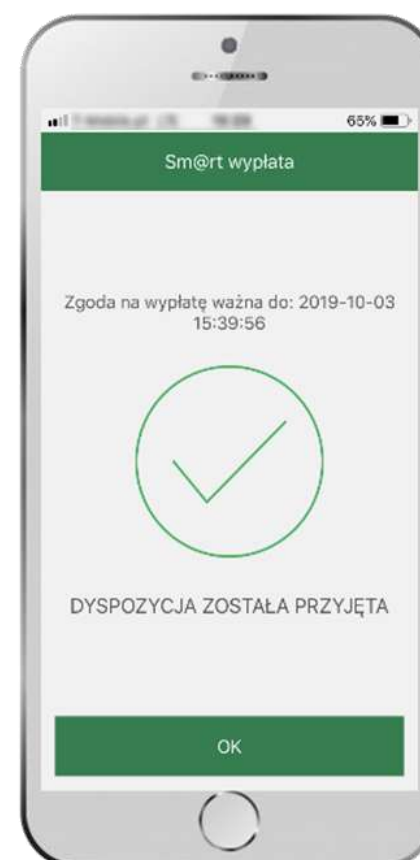 65%
Sm@rt wypłata
Zgoda na wypłatę ważna do: 2019-10-03
15:39:56
DYSPOZYCJA ZOSTAŁA PRZYJĘTA
OK